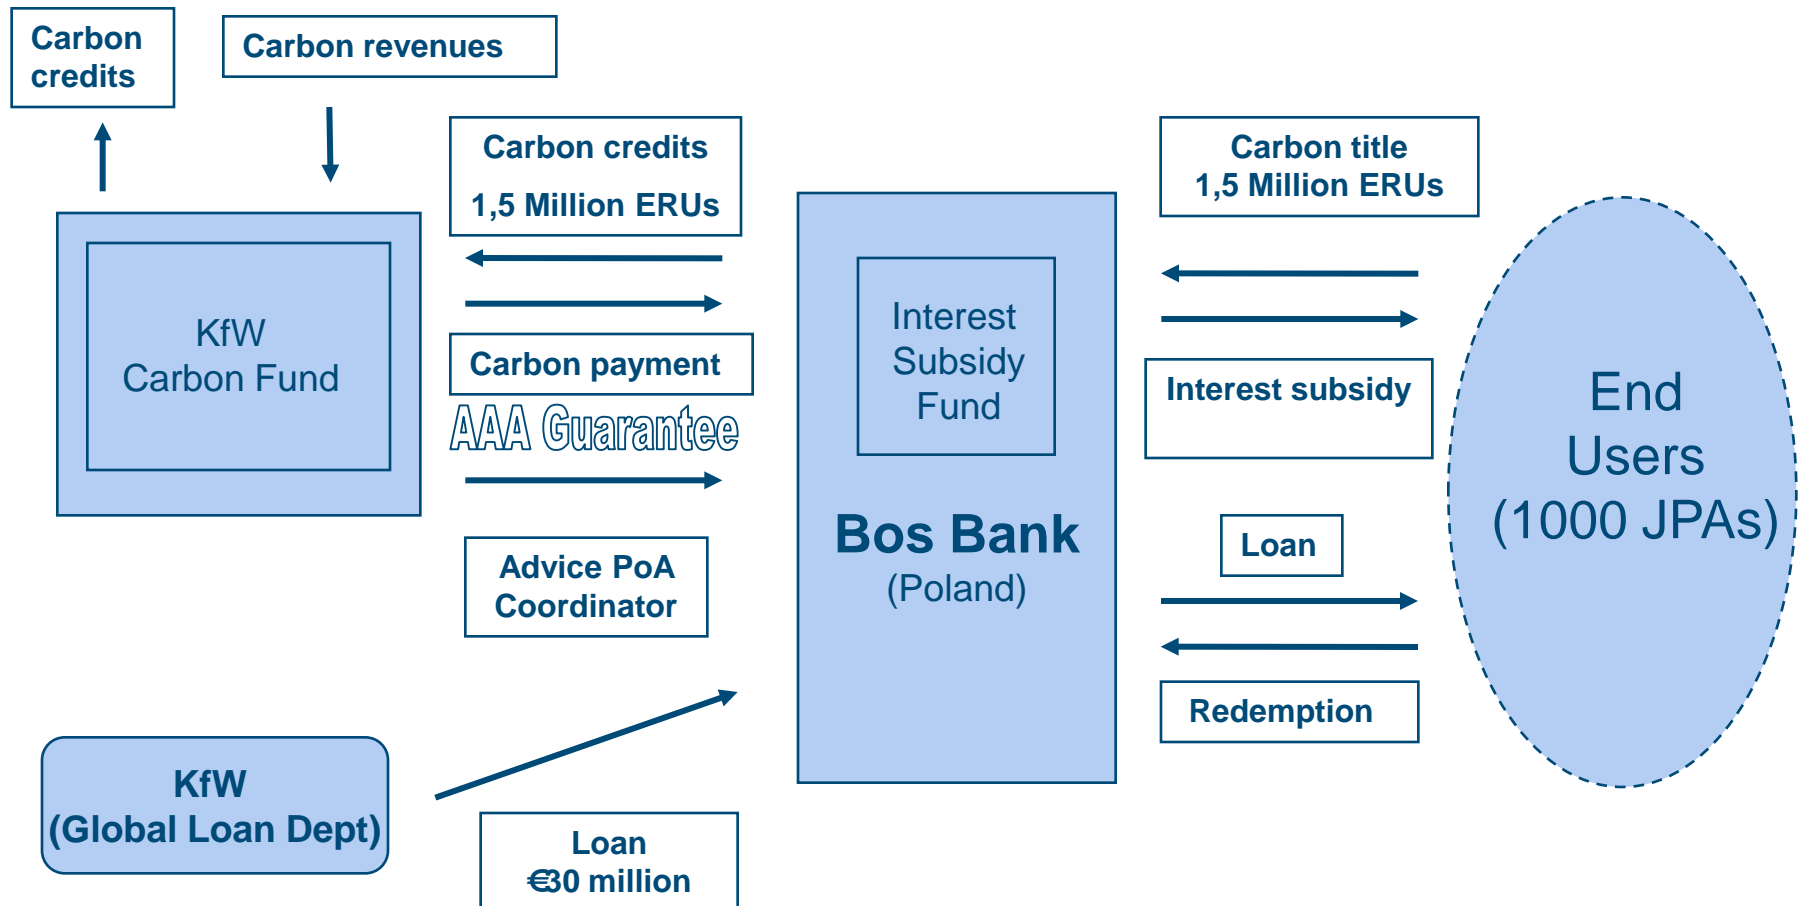 Carbon
credits
Carbon revenues
Carbon credits
1,5 Million ERUs
Carbon title
1,5 Million ERUs
KfW
Carbon Fund
Carbon payment
AAA Guarantee
Interest
Subsidy
Fund
Interest subsidy
End
Users
(1000 JPAs)
Bos Bank
(Poland)
Advice PoA
Coordinator
Loan
Redemption
KfW
(Global Loan Dept)
Loan
€30 million